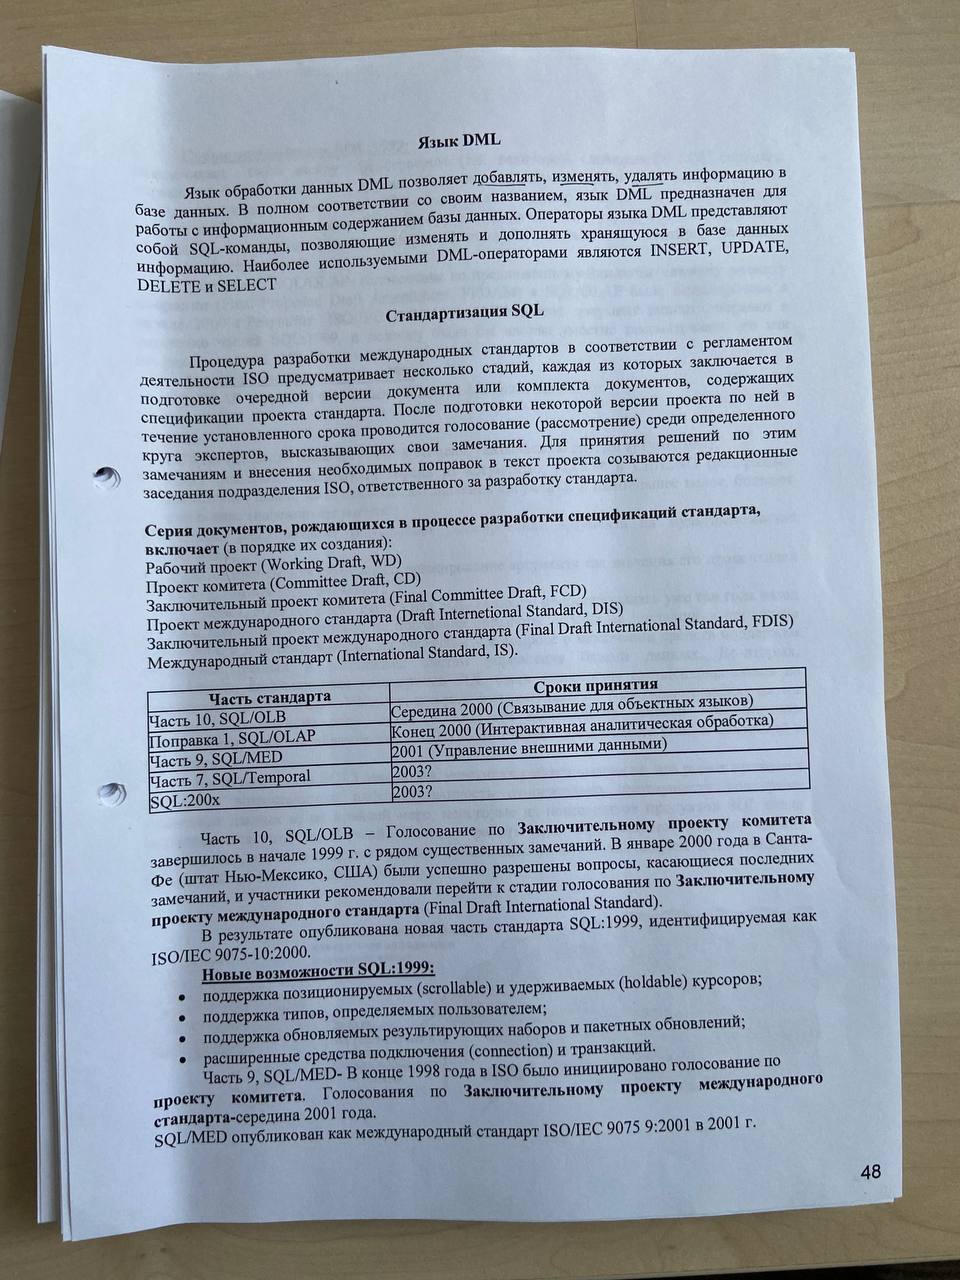 Язык DML
Язык обработки данных DML позволяет добавлять, изменять, удалять информацию в
базе данных. В полном соответствии со своим названием, язык DML предназначен для
работы с информационным содержанием базы данных. Операторы языка DML представляют
собой SQL-команды, позволяющие изменять и дополнять хранящуюся в базе данных
информацию. Наиболее используемыми DML-операторами являются INSERT, UPDATE,
DELETE и SELECT
Стандартизация SQL
Процедура разработки международных стандартов в соответствии с регламентом
деятельности ISO предусматривает несколько стадий, каждая из которых заключается в
подготовке очередной версии документа или комплекта документов, содержащих
спецификации проекта стандарта. После подготовки некоторой версии проекта по ней в
течение установленного срока проводится голосование (рассмотрение) среди определенного
круга экспертов, высказывающих свои замечания. Для принятия решений по этим
замечаниям и внесения необходимых поправок в текст проекта созываются редакционные
заседания подразделения ISO, ответственного за разработку стандарта.
Серия документов, рождающихся в процессе разработки спецификаций стандарта,
включает (в порядке их создания):
Рабочий проект (Working Draft, WD)
Проект комитета (Committee Draft, CD)
Заключительный проект комитета (Final Committee Draft, FCD)
Проект международного стандарта (Draft Internetional Standard, DIS)
Заключительный проект международного стандарта (Final Draft International Standard, FDIS)
Международный стандарт (International Standard, IS).
Часть стандарта Сроки принятия
Часть 10, SQL/OLB Середина 2000 (Связывание для объектных языков)
Поправка 1, SQL/OLAP Конец 2000 (Интерактивная аналитическая обработка)
Часть 9, SQL/MED 2001 (Управление внешними данными)
Часть 7, SQL/Temporal 2003?
SQL:200x 2003?
Часть 10, SQL/OLB – Голосование по Заключительному проекту комитета
завершилось в начале 1999 г. с рядом существенных замечаний. В январе 2000 года в Санта-
Фе (штат Нью-Мексико, США) были успешно разрешены вопросы, касающиеся последних
замечаний, и участники рекомендовали перейти к стадии голосования по Заключительному
проекту международного стандарта (Final Draft International Standard).
В результате опубликована новая часть стандарта SQL:1999, идентифицируемая как
ISO/IEC 9075-10:2000.
Новые возможности SQL:1999:
• поддержка позиционируемых (scrollable) и удерживаемых (holdable) курсоров;
• поддержка типов, определяемых пользователем;
• поддержка обновляемых результирующих наборов и пакетных обновлений;
• расширенные средства подключения (connection) и транзакций.
Часть 9, SQL/MED- В конце 1998 года в ISO было инициировано голосование по
проекту комитета. Голосования по Заключительному проекту международного
стандарта-середина 2001 года.
SQL/MED опубликован как международный стандарт ISO/IEC 9075 9:2001 в 2001 г.
48